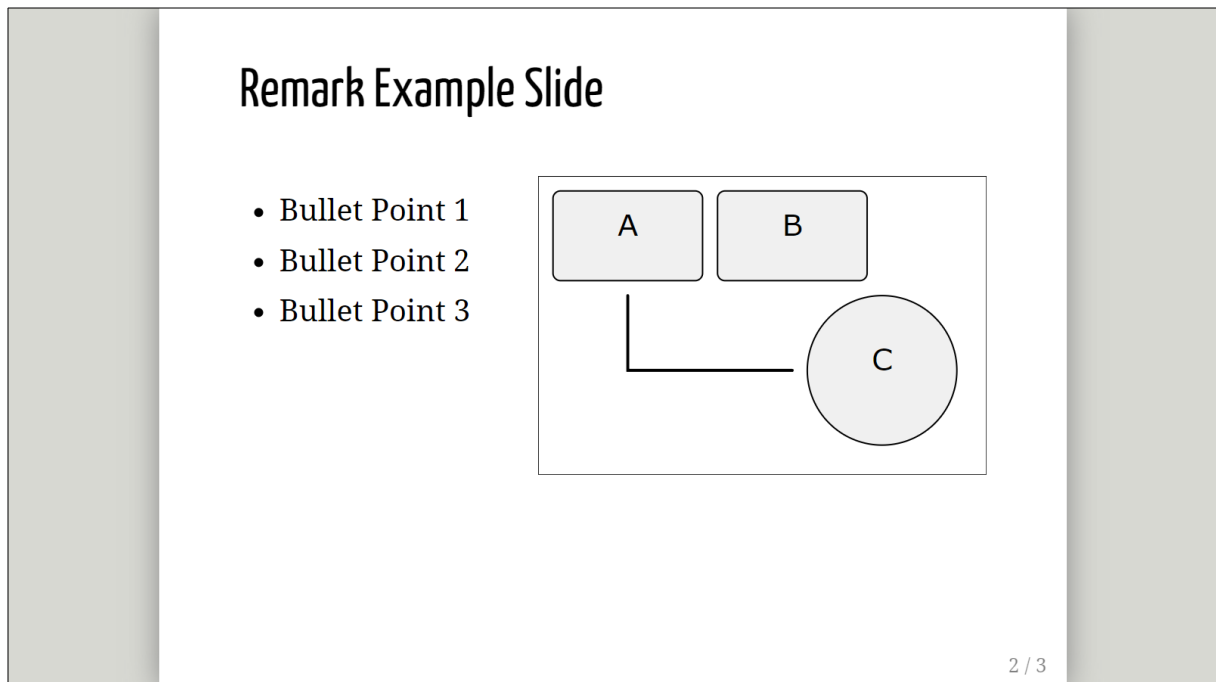 Remark Example Slide
• Bullet Point 1
• Bullet Point 2
• Bullet Point 3
A
B
C
2 / 3